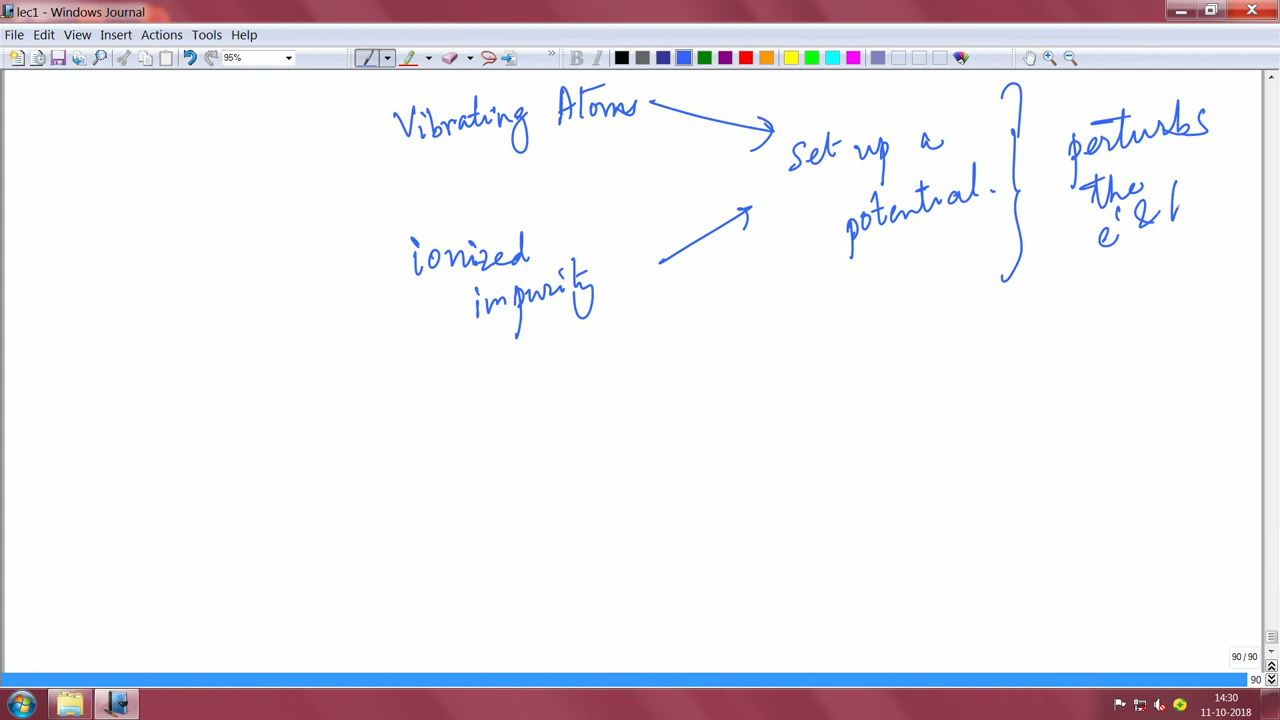 lec1 - Windows Journal
File Edit View Insert Actions Tools Help
95%
Vibrating Atoms
set up a
potential.
perturbs
the
e⁻ &
ionized
impurity
90 / 90
90
14:30
11-10-2018